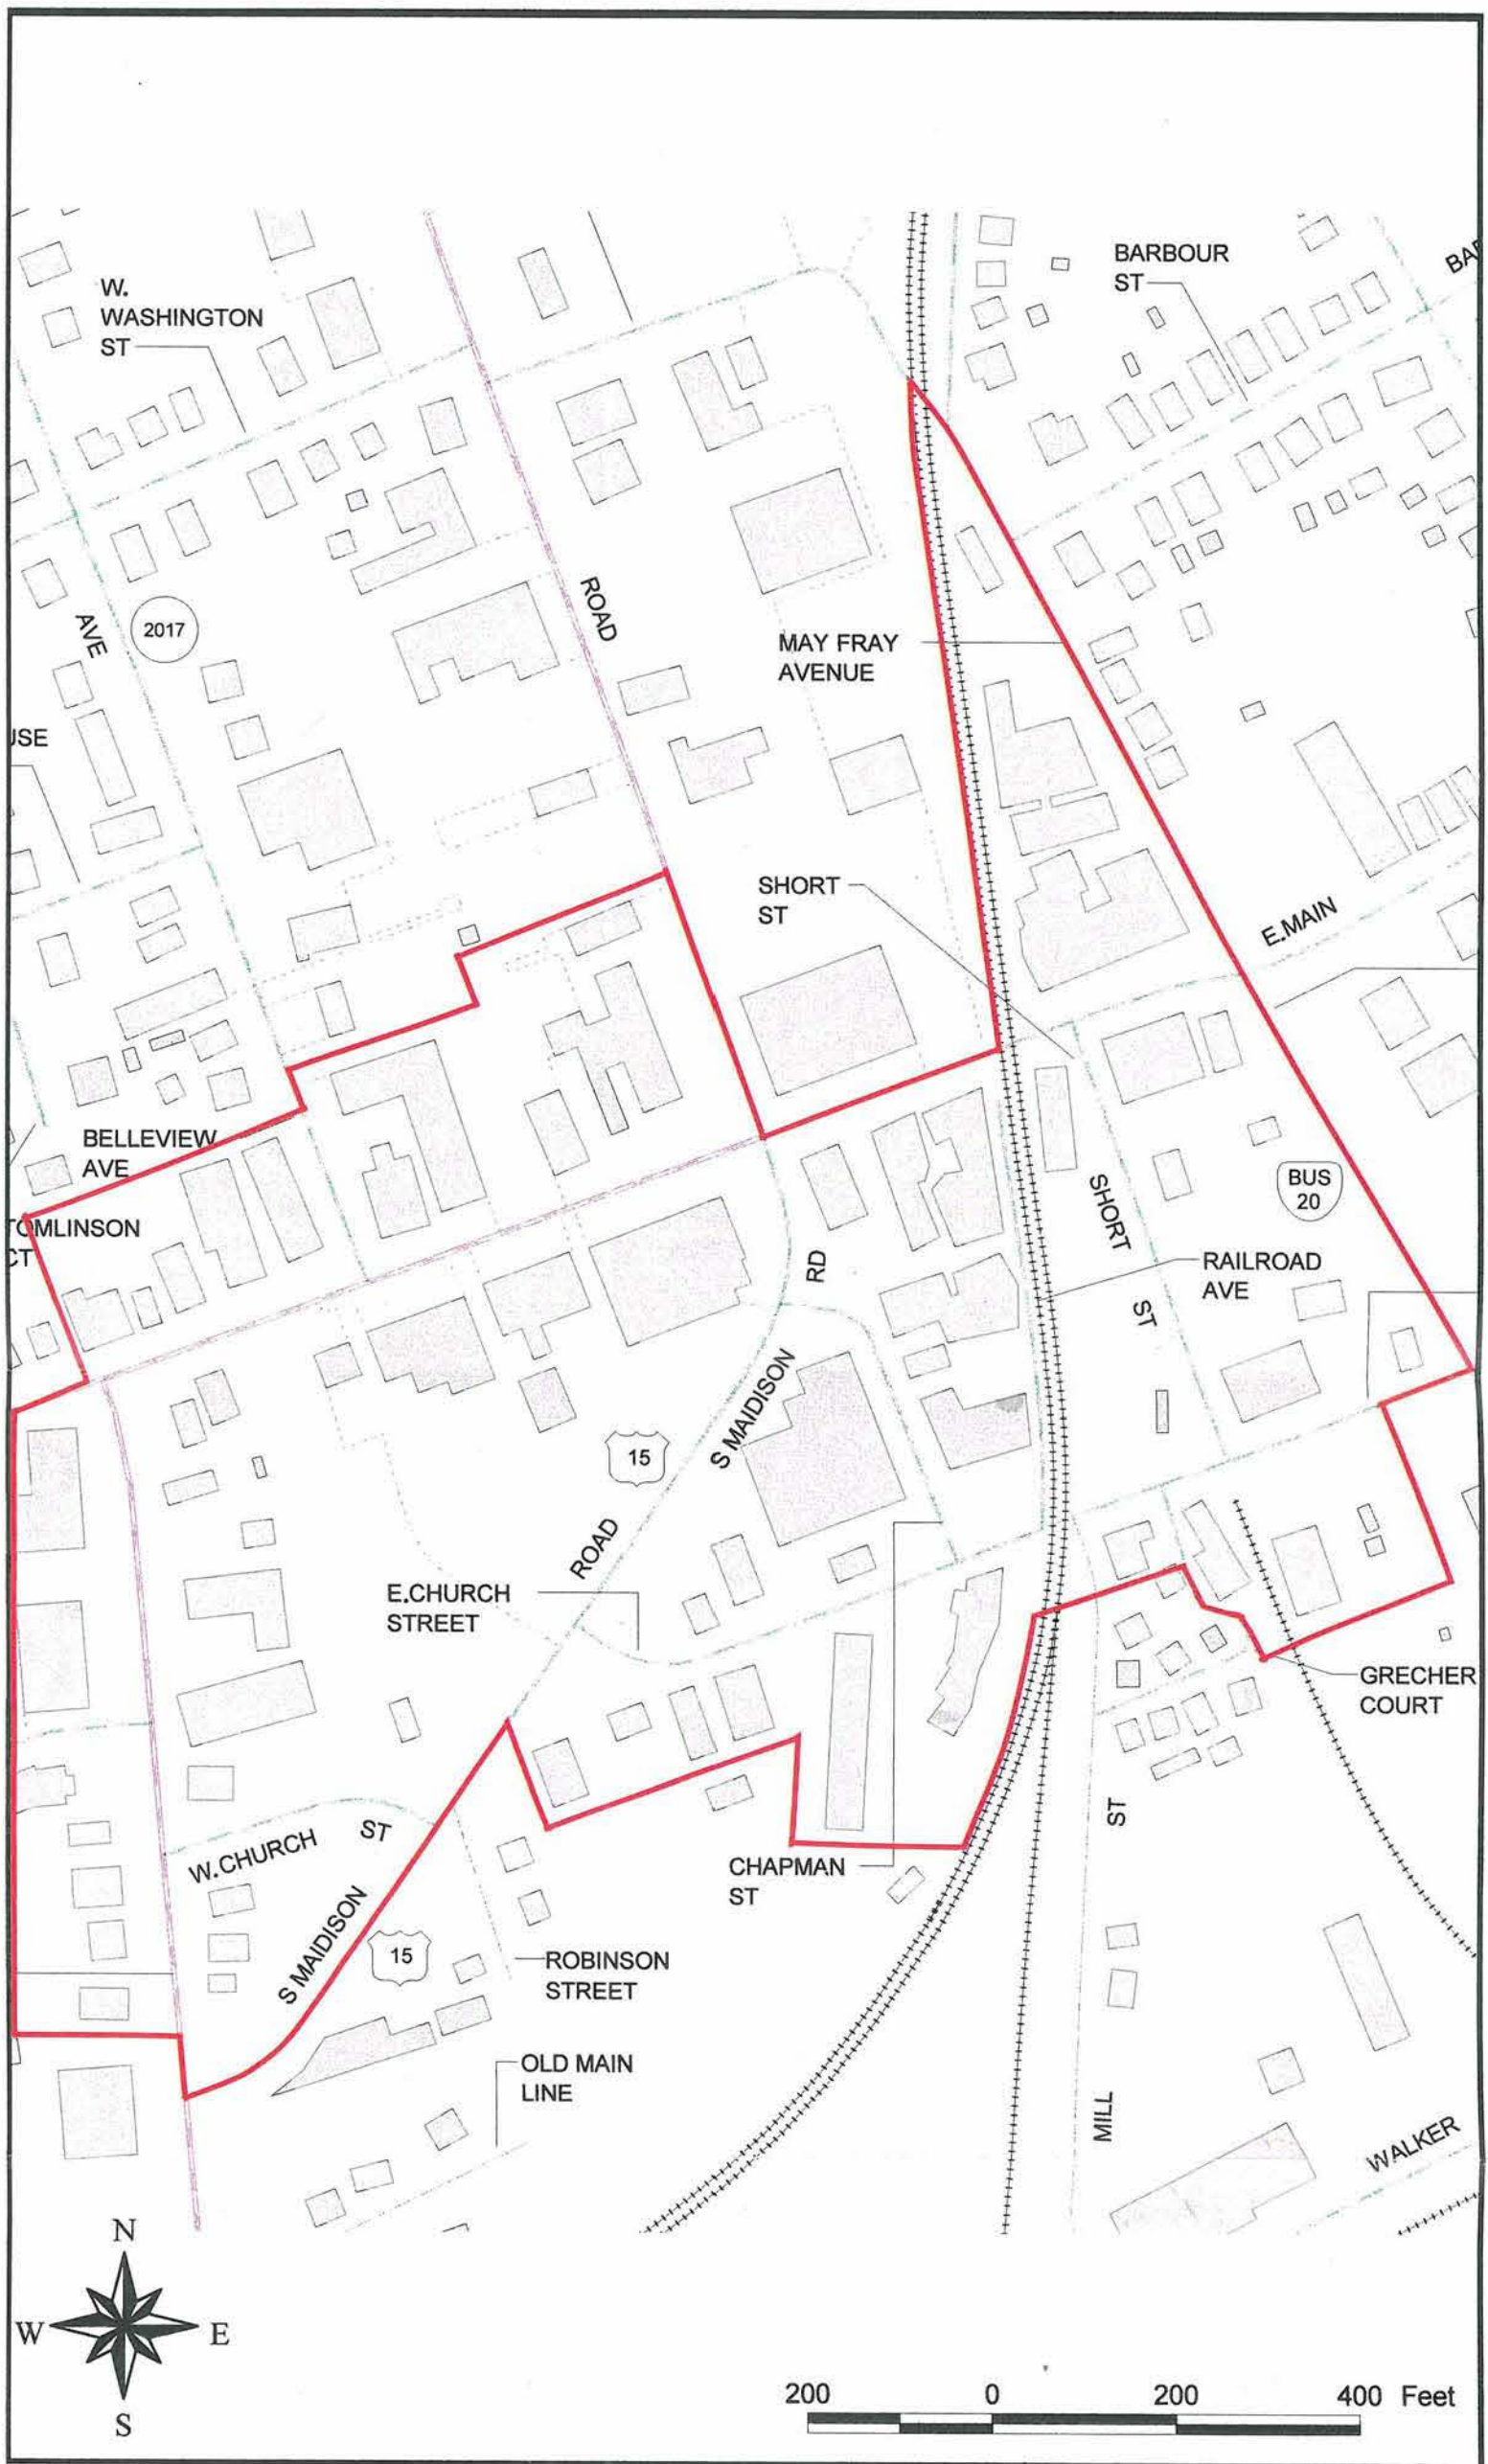 W.
WASHINGTON
ST
BARBOUR
ST
BAR
AVE
2017
ROAD
MAY FRAY
AVENUE
USE
SHORT
ST
E.MAIN
BELLEVIEW
AVE
TOMLINSON
CT
RD
SHORT
ST
BUS
20
RAILROAD
AVE
S MAIDISON
15
ROAD
E.CHURCH
STREET
GRECHER
COURT
W.CHURCH
ST
CHAPMAN
ST
ST
S MAIDISON
15
ROBINSON
STREET
OLD MAIN
LINE
MILL
WALKER
N
W
E
S
200
0
200
400 Feet